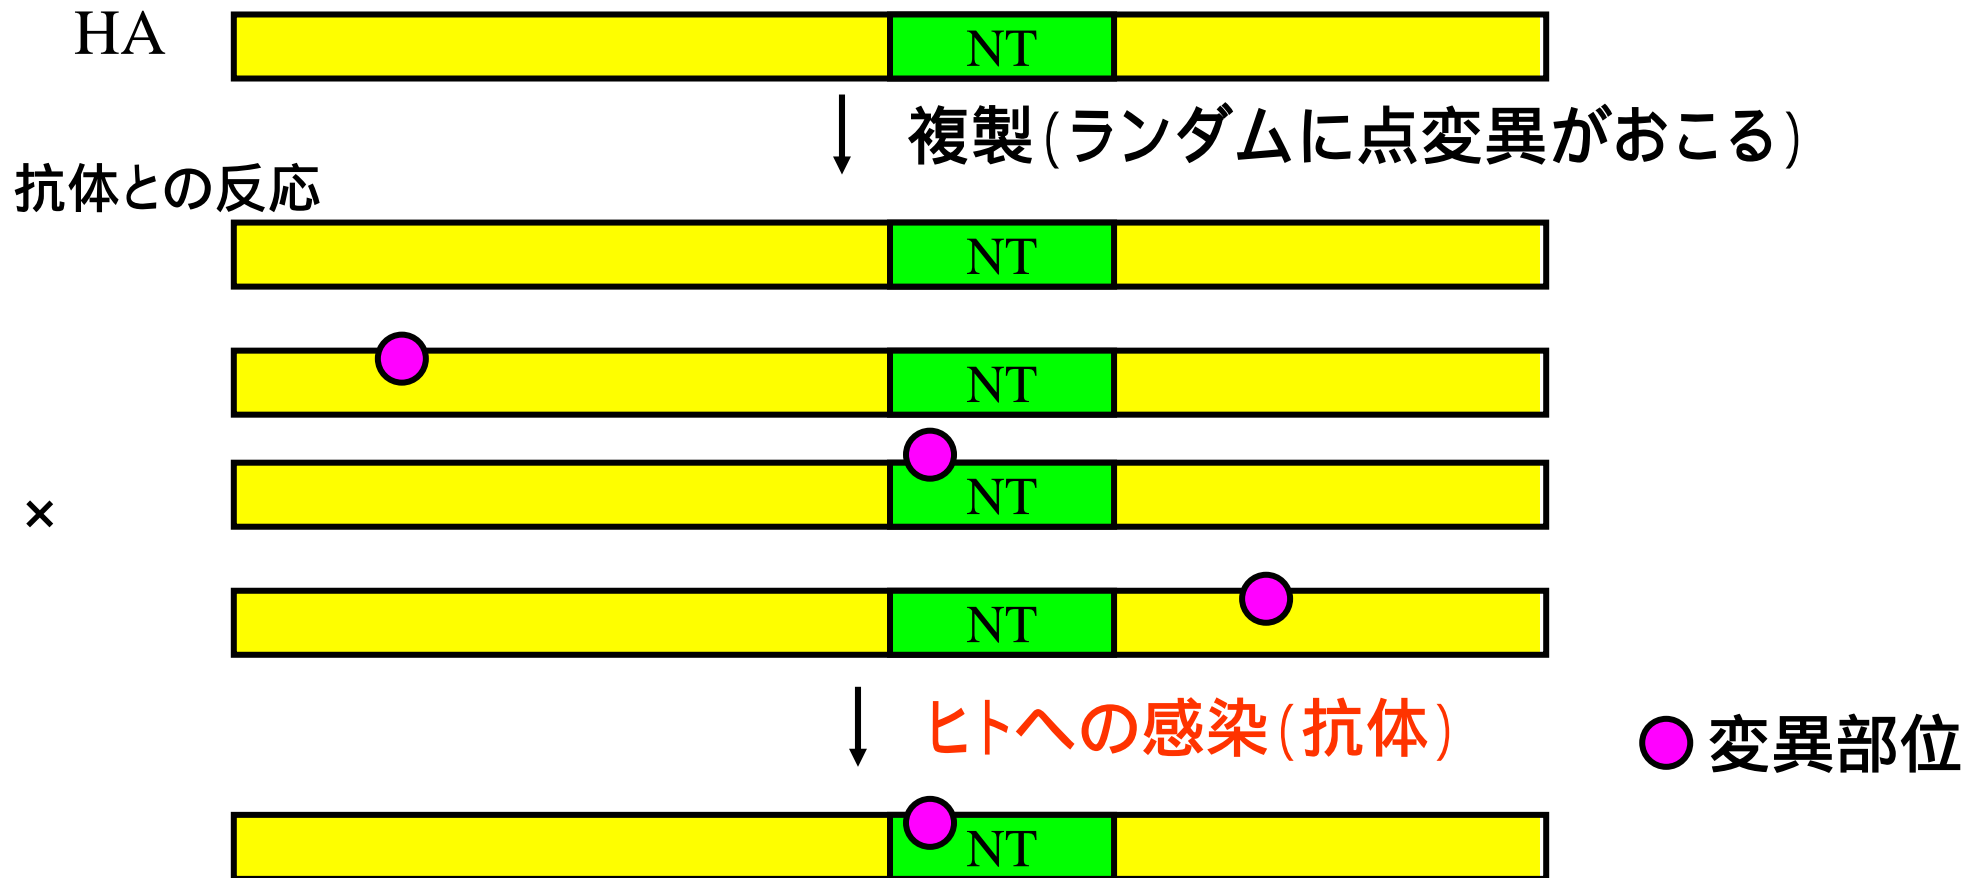 HA
NT
複製(ランダムに点変異がおこる)
抗体との反応
NT
NT
×
NT
NT
ヒトへの感染(抗体)
変異部位
NT